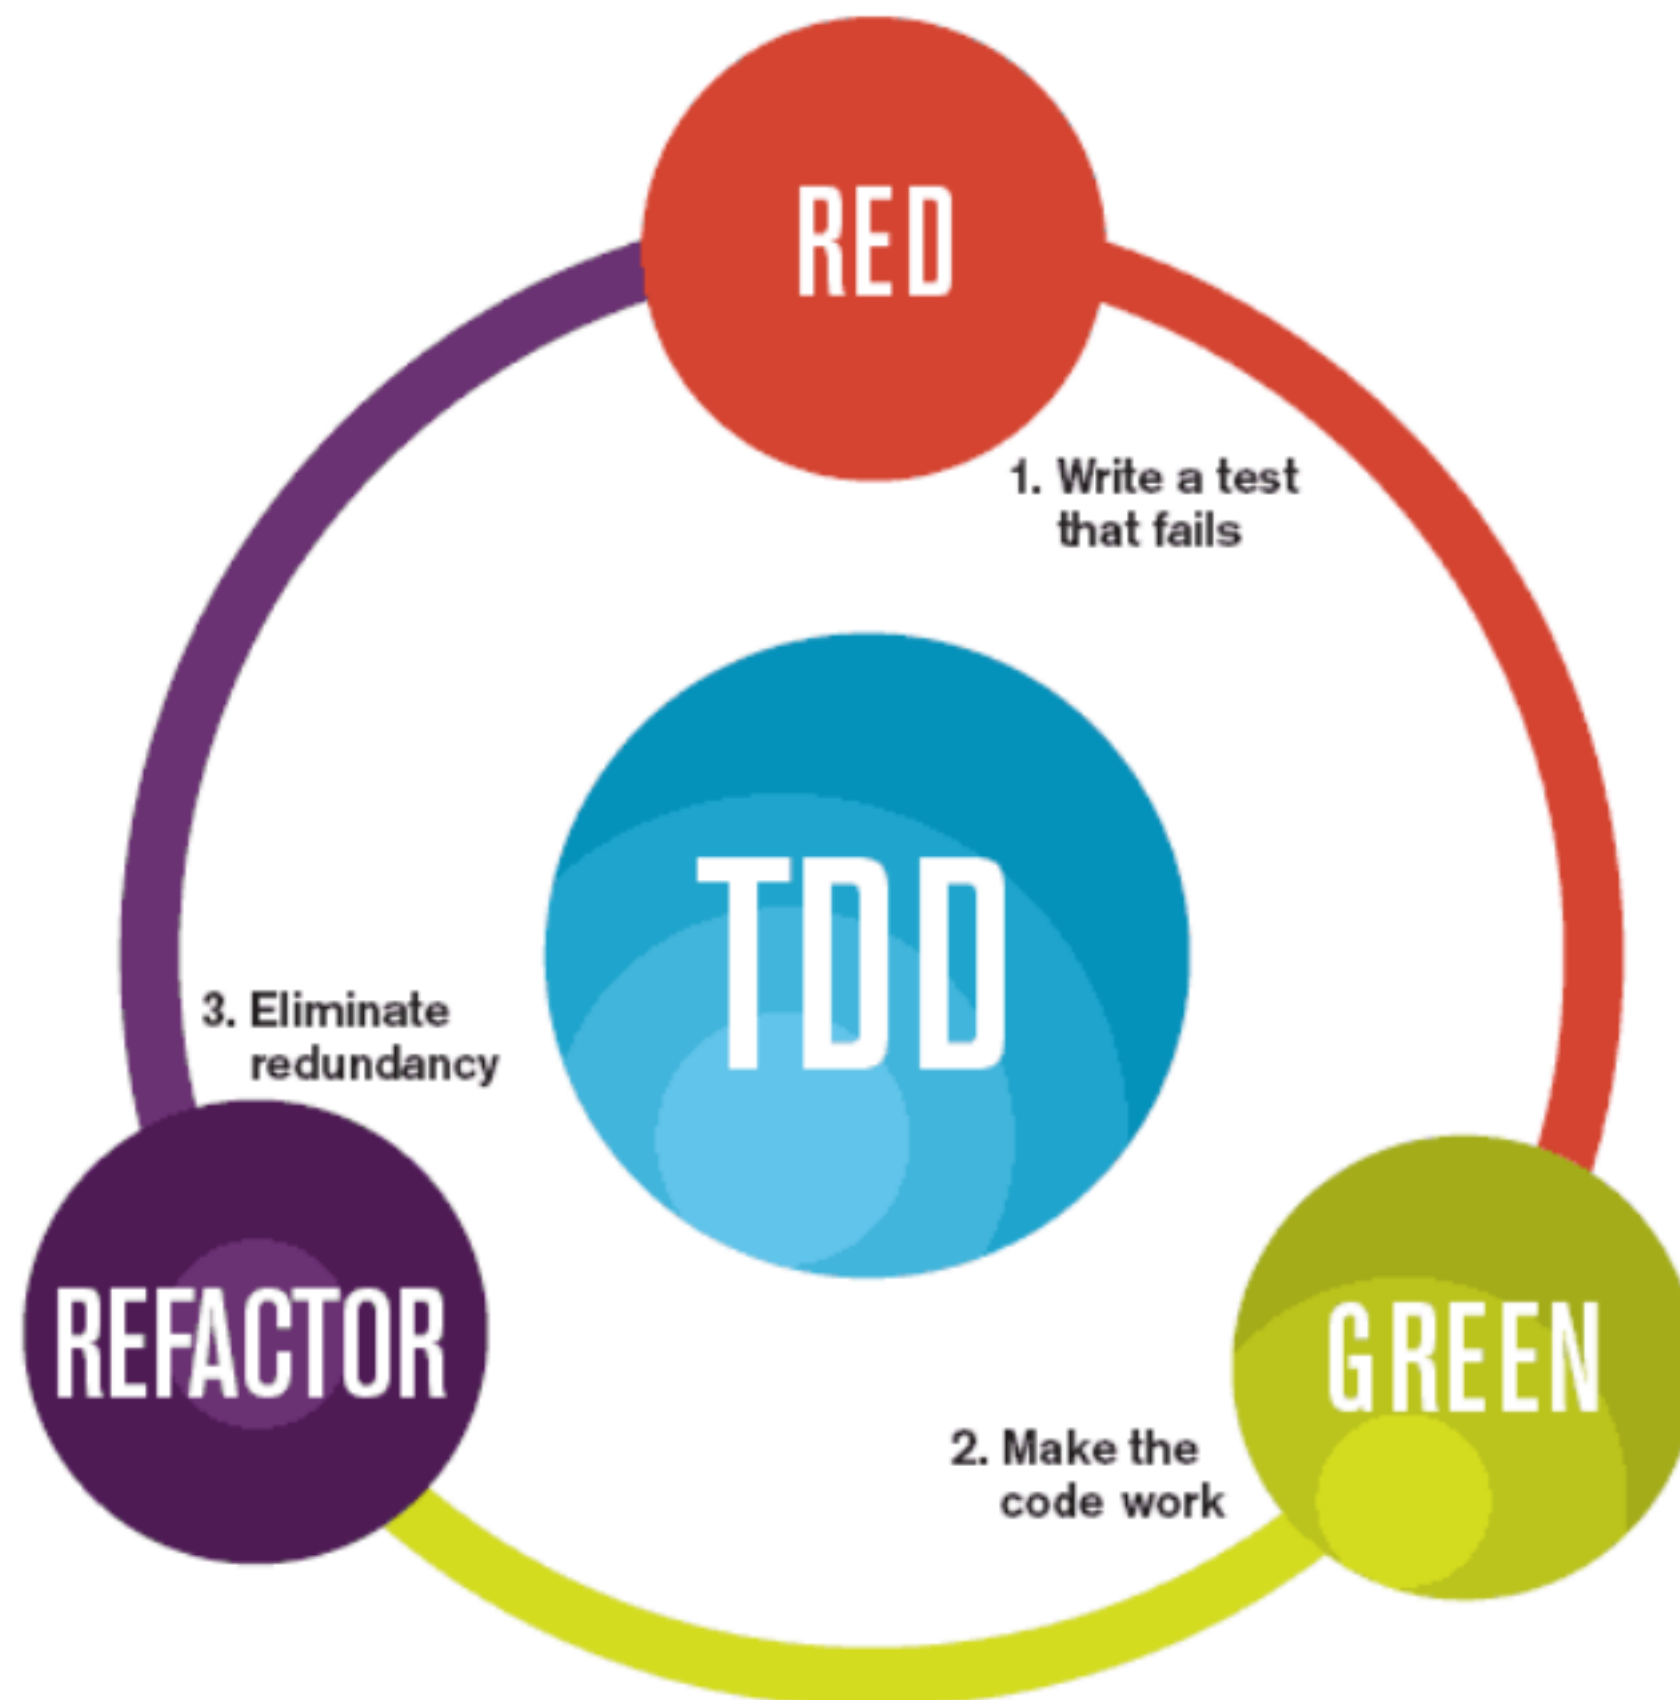 RED
1. Write a test
that fails
TDD
3. Eliminate
redundancy
REFACTOR
GREEN
2. Make the
code work